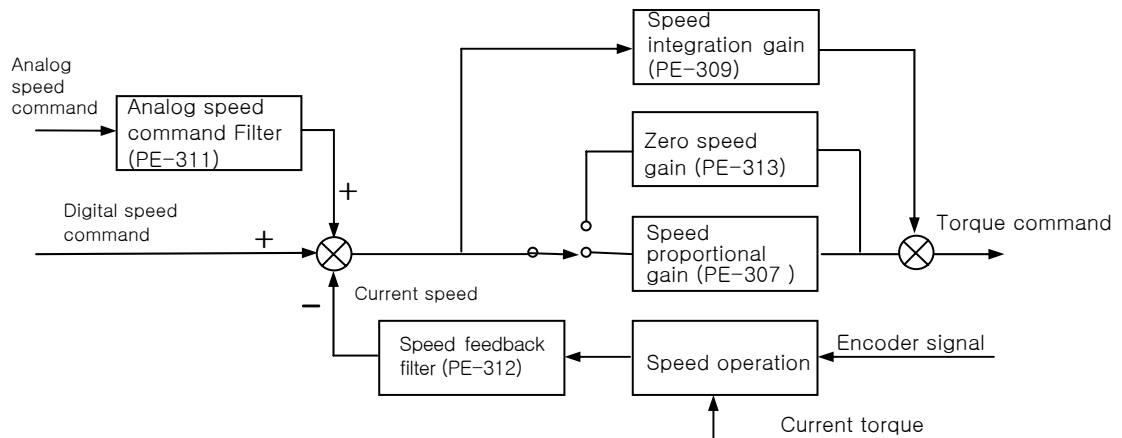 Speed
integration gain
(PE-309)
Analog
speed
command
Analog speed
command Filter
(PE-311)
Zero speed
gain (PE-313)
+
Digital speed
command
+
Speed
proportional
gain (PE-307 )
Torque command
−
Current speed
Speed feedback
filter (PE-312)
Speed operation
Encoder signal
Current torque